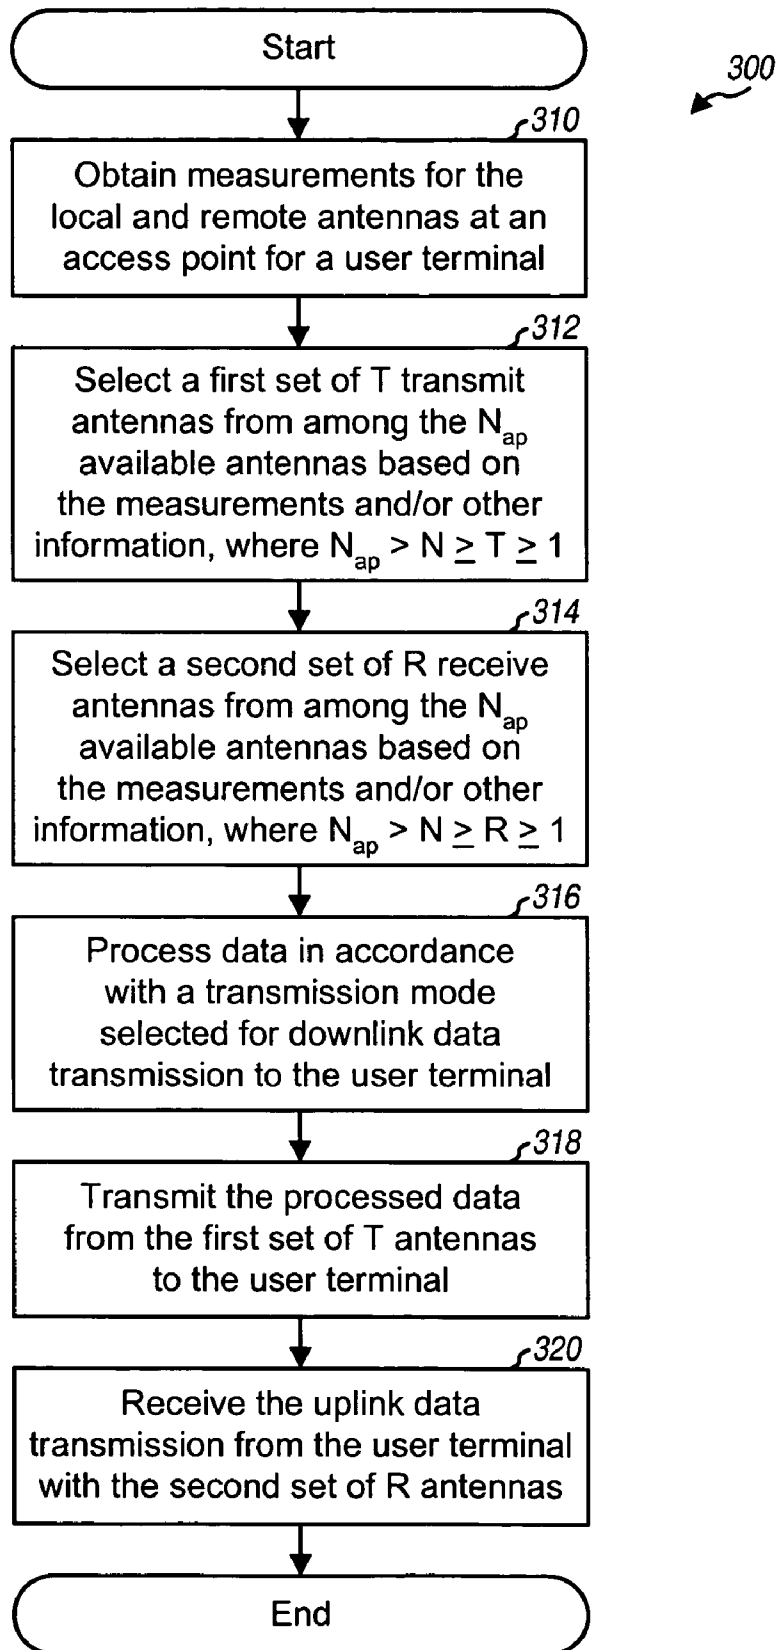 Start
300
310
Obtain measurements for the
local and remote antennas at an
access point for a user terminal
312
Select a first set of T transmit
antennas from among the N_ap
available antennas based on
the measurements and/or other
information, where N_ap > N ≥ T ≥ 1
314
Select a second set of R receive
antennas from among the N_ap
available antennas based on
the measurements and/or other
information, where N_ap > N ≥ R ≥ 1
316
Process data in accordance
with a transmission mode
selected for downlink data
transmission to the user terminal
318
Transmit the processed data
from the first set of T antennas
to the user terminal
320
Receive the uplink data
transmission from the user terminal
with the second set of R antennas
End